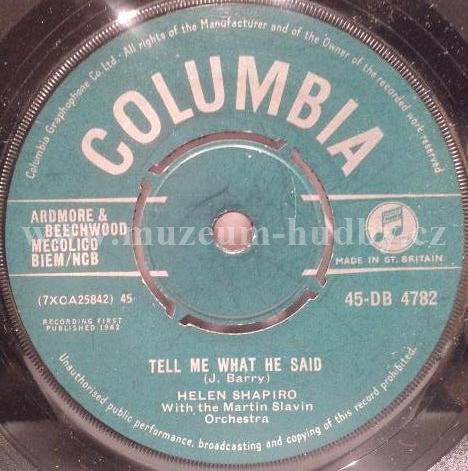 Columbia Graphophone Co. Ltd. All rights of the Manufacturer and of the Owner of the recorded work reserved
COLUMBIA
ARDMORE &
BEECHWOOD
MECOLICO
BIEM/NCB
www.muzeum-hudby.cz
MADE IN GT. BRITAIN
(7XCA25842) 45
45-DB 4782
RECORDING FIRST
PUBLISHED 1962
TELL ME WHAT HE SAID
(J. Barry)
HELEN SHAPIRO
With the Martin Slavin
Orchestra
Unauthorised public performance, broadcasting and copying of this record prohibited.